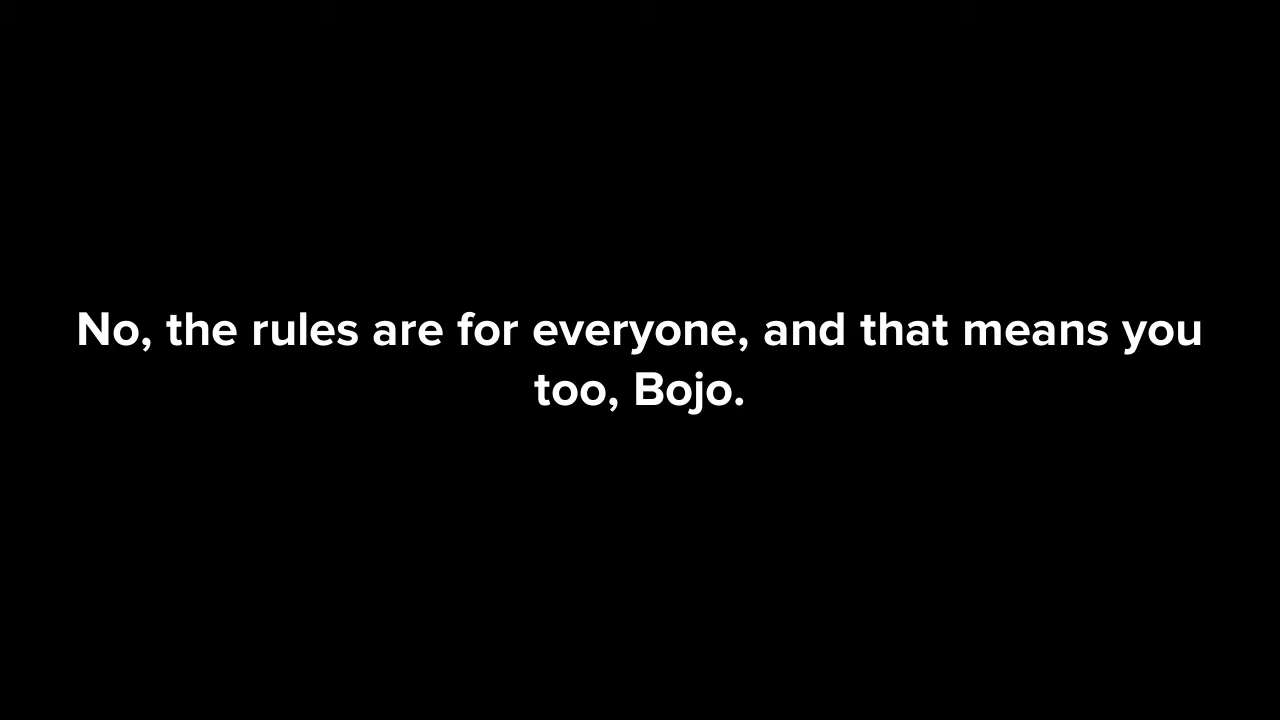 No, the rules are for everyone, and that means you
too, Bojo.